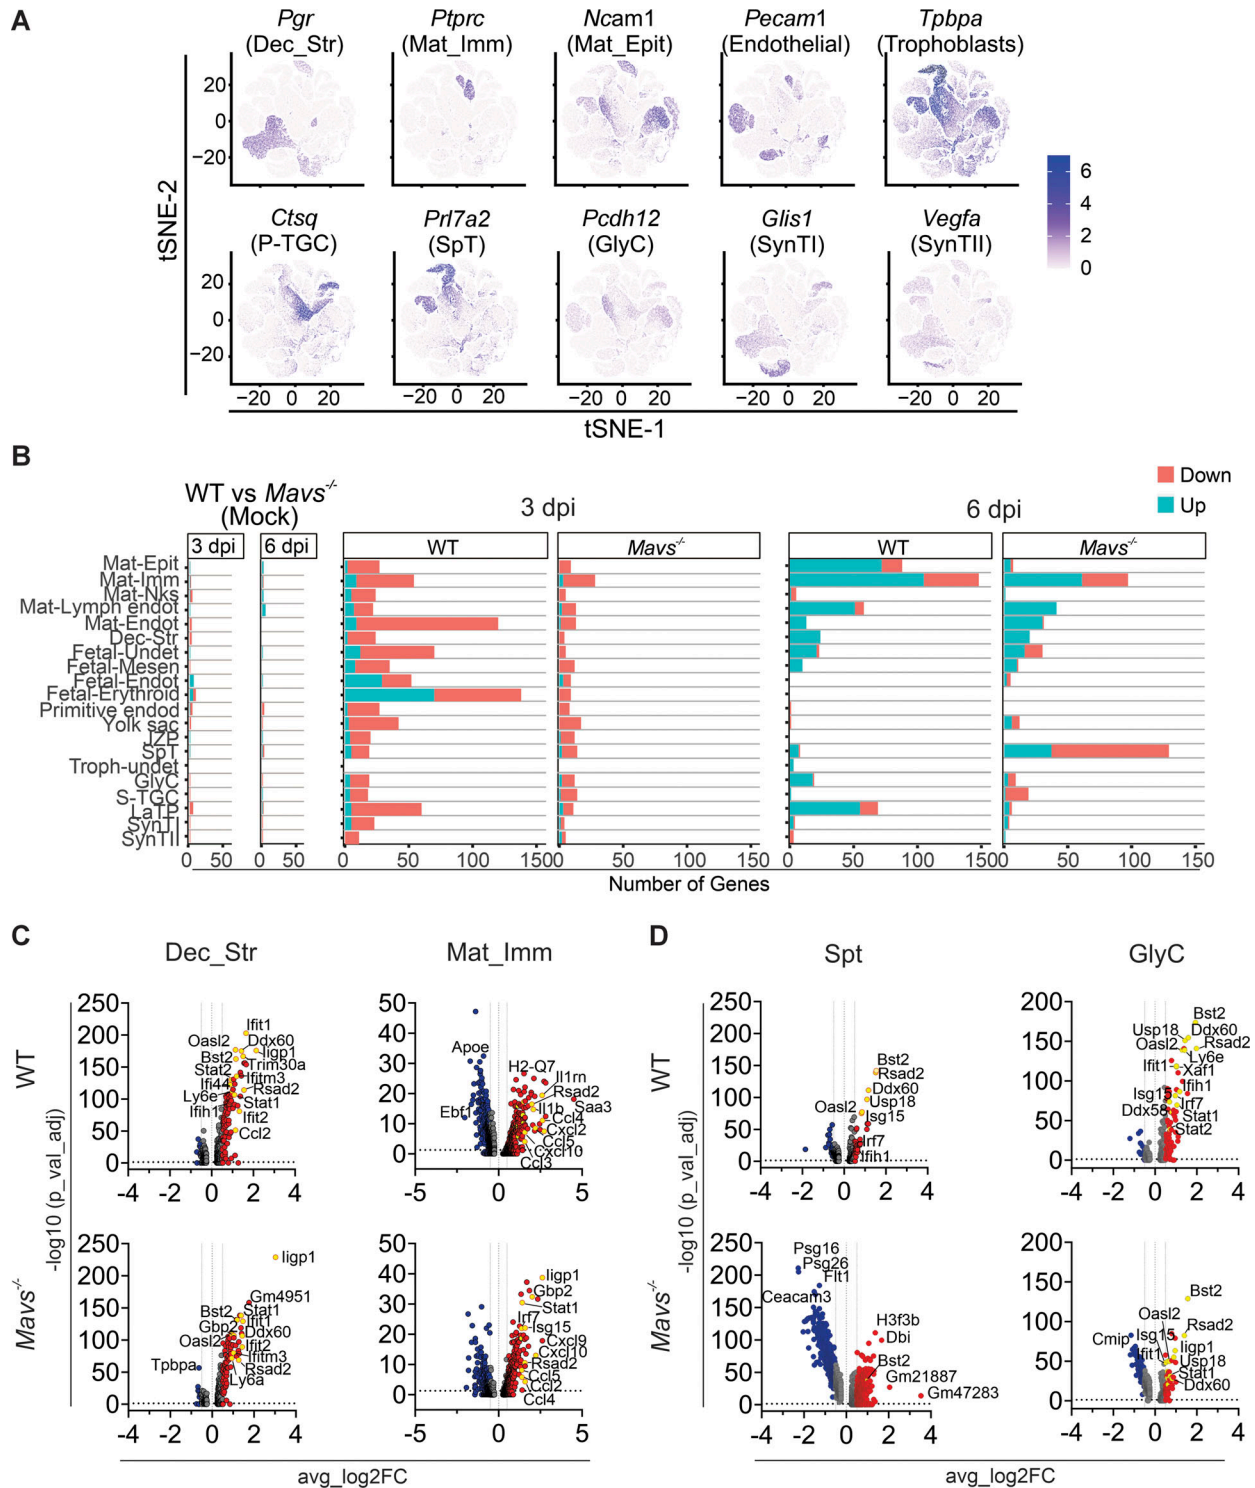 A
Pgr Ptprc Ncam1 Pecam1 Tpbpa
(Dec_Str) (Mat_Imm) (Mat_Epit) (Endothelial) (Trophoblasts)
20
0
−20
6
4
2
0
tSNE-2
Ctsq Prl7a2 Pcdh12 Glis1 Vegfa
(P-TGC) (SpT) (GlyC) (SynTI) (SynTII)
20
0
−20
−20 0 20 −20 0 20 −20 0 20 −20 0 20 −20 0 20
tSNE-1
B
Down
Up
WT vs Mavs-/-
(Mock)
3 dpi 6 dpi
3 dpi 6 dpi WT Mavs-/- WT Mavs-/-
Mat-Epit
Mat-Imm
Mat-Nks
Mat-Lymph endot
Mat-Endot
Dec-Str
Fetal-Undet
Fetal-Mesen
Fetal-Endot
Fetal-Erythroid
Primitive endod
Yolk sac
JZP
SpT
Troph-undet
GlyC
S-TGC
LaTP
SynTI
SynTII
0 50 0 50 0 50 100 150 0 50 100 150 0 50 100 150 0 50 100 150
Number of Genes
C
Dec_Str Mat_Imm
WT
-log10 (p_val_adj)
250
200
150
100
50
0
-4 -2 0 2 4
Ifit1
Oasl2
Ddx60
Bst2
Iigp1
Stat2
Trim30a
Ifi44
Ifitm3
Ly6e
Rsad2
Ifih1
Stat1
Ifit2
Ccl2
50
40
30
20
10
0
-5 0 5
Apoe
Ebf1
H2-Q7
Il1rn
Rsad2
Il1b
Saa3
Ccl4
Cxcl2
Ccl5
Cxcl10
Ccl3
Mavs-/-
250
200
150
100
50
0
-4 -2 0 2 4
Iigp1
Gm4951
Bst2
Stat1
Gbp2
Ifit1
Oasl2
Ddx60
Ifit2
Tpbpa
Ifitm3
Rsad2
Ly6a
50
40
30
20
10
0
-5 0 5
Iigp1
Gbp2
Stat1
Irf7
Isg15
Cxcl9
Cxcl10
Rsad2
Ccl5
Ccl2
Ccl4
avg_log2FC
D
Spt GlyC
WT
-log10 (p_val_adj)
250
200
150
100
50
0
-4 -2 0 2 4
Bst2
Rsad2
Ddx60
Oasl2
Usp18
Isg15
Irf7
Ifih1
200
150
100
50
0
-4 -2 0 2 4
Bst2
Usp18
Ddx60
Oasl2
Rsad2
Ifit1
Ly6e
Xaf1
Isg15
Ifih1
Ddx58
Irf7
Stat1
Stat2
Mavs-/-
250
200
150
100
50
0
-4 -2 0 2 4
Psg16
Psg26
Flt1
Ceacam3
H3f3b
Dbi
Bst2
Gm21887
Gm47283
200
150
100
50
0
-4 -2 0 2 4
Bst2
Oasl2
Cmip
Isg15
Rsad2
Ifit1
Iigp1
Usp18
Stat1
Ddx60
avg_log2FC